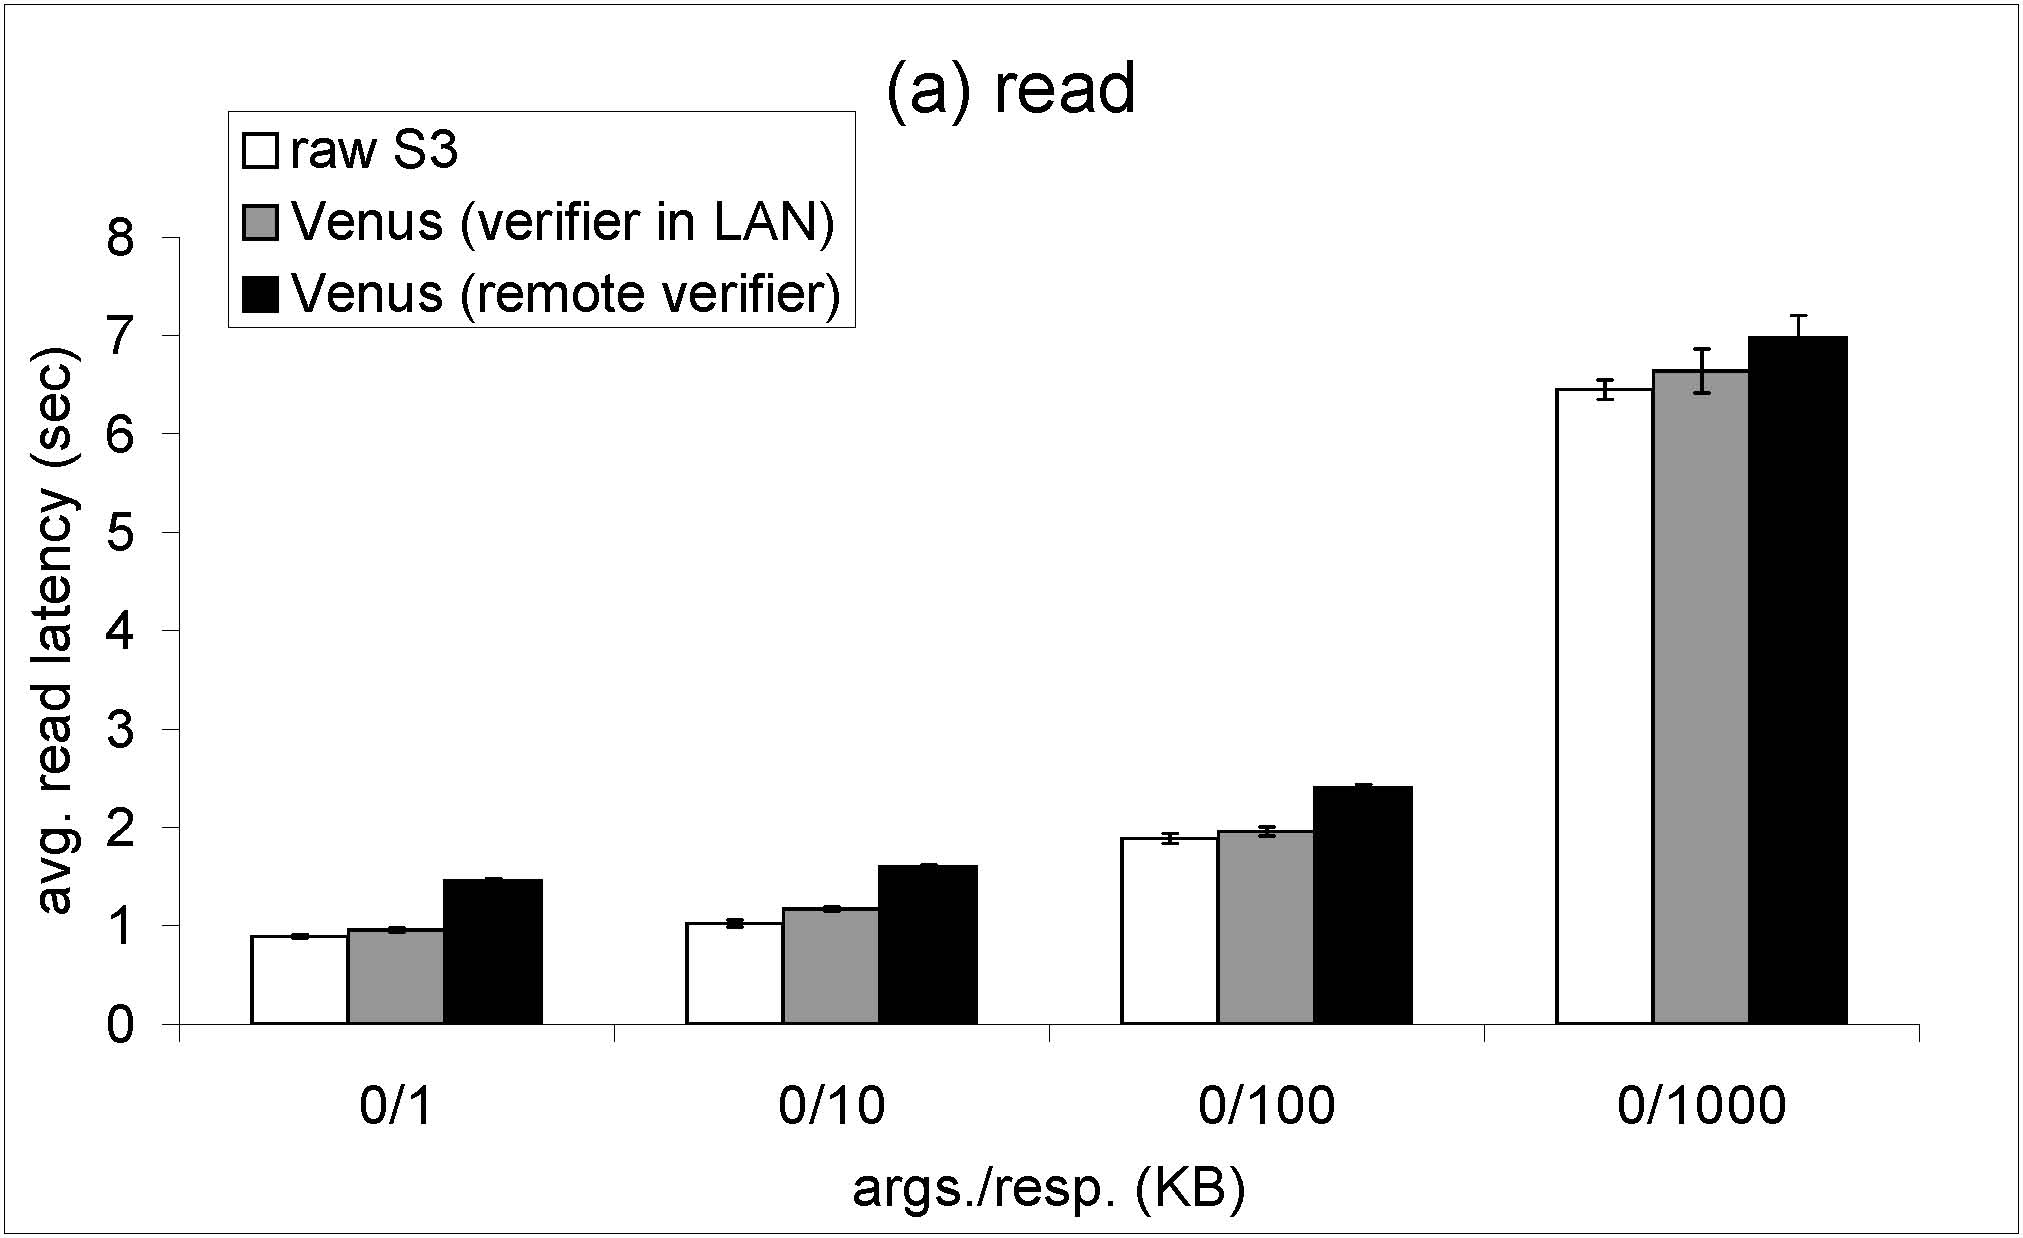 (a) read
raw S3
Venus (verifier in LAN)
Venus (remote verifier)
avg. read latency (sec)
8
7
6
5
4
3
2
1
0
0/1
0/10
0/100
0/1000
args./resp. (KB)